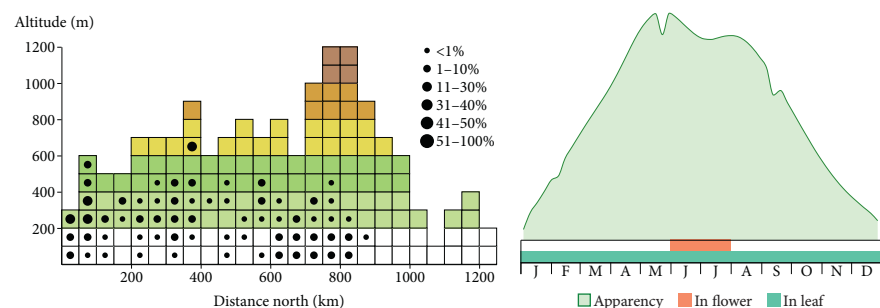 Altitude (m)
1200
1000
800
600
400
200
<1%
1–10%
11–30%
31–40%
41–50%
51–100%
200 400 600 800 1000 1200
Distance north (km)
J F M A M J J A S O N D
Apparency In flower In leaf